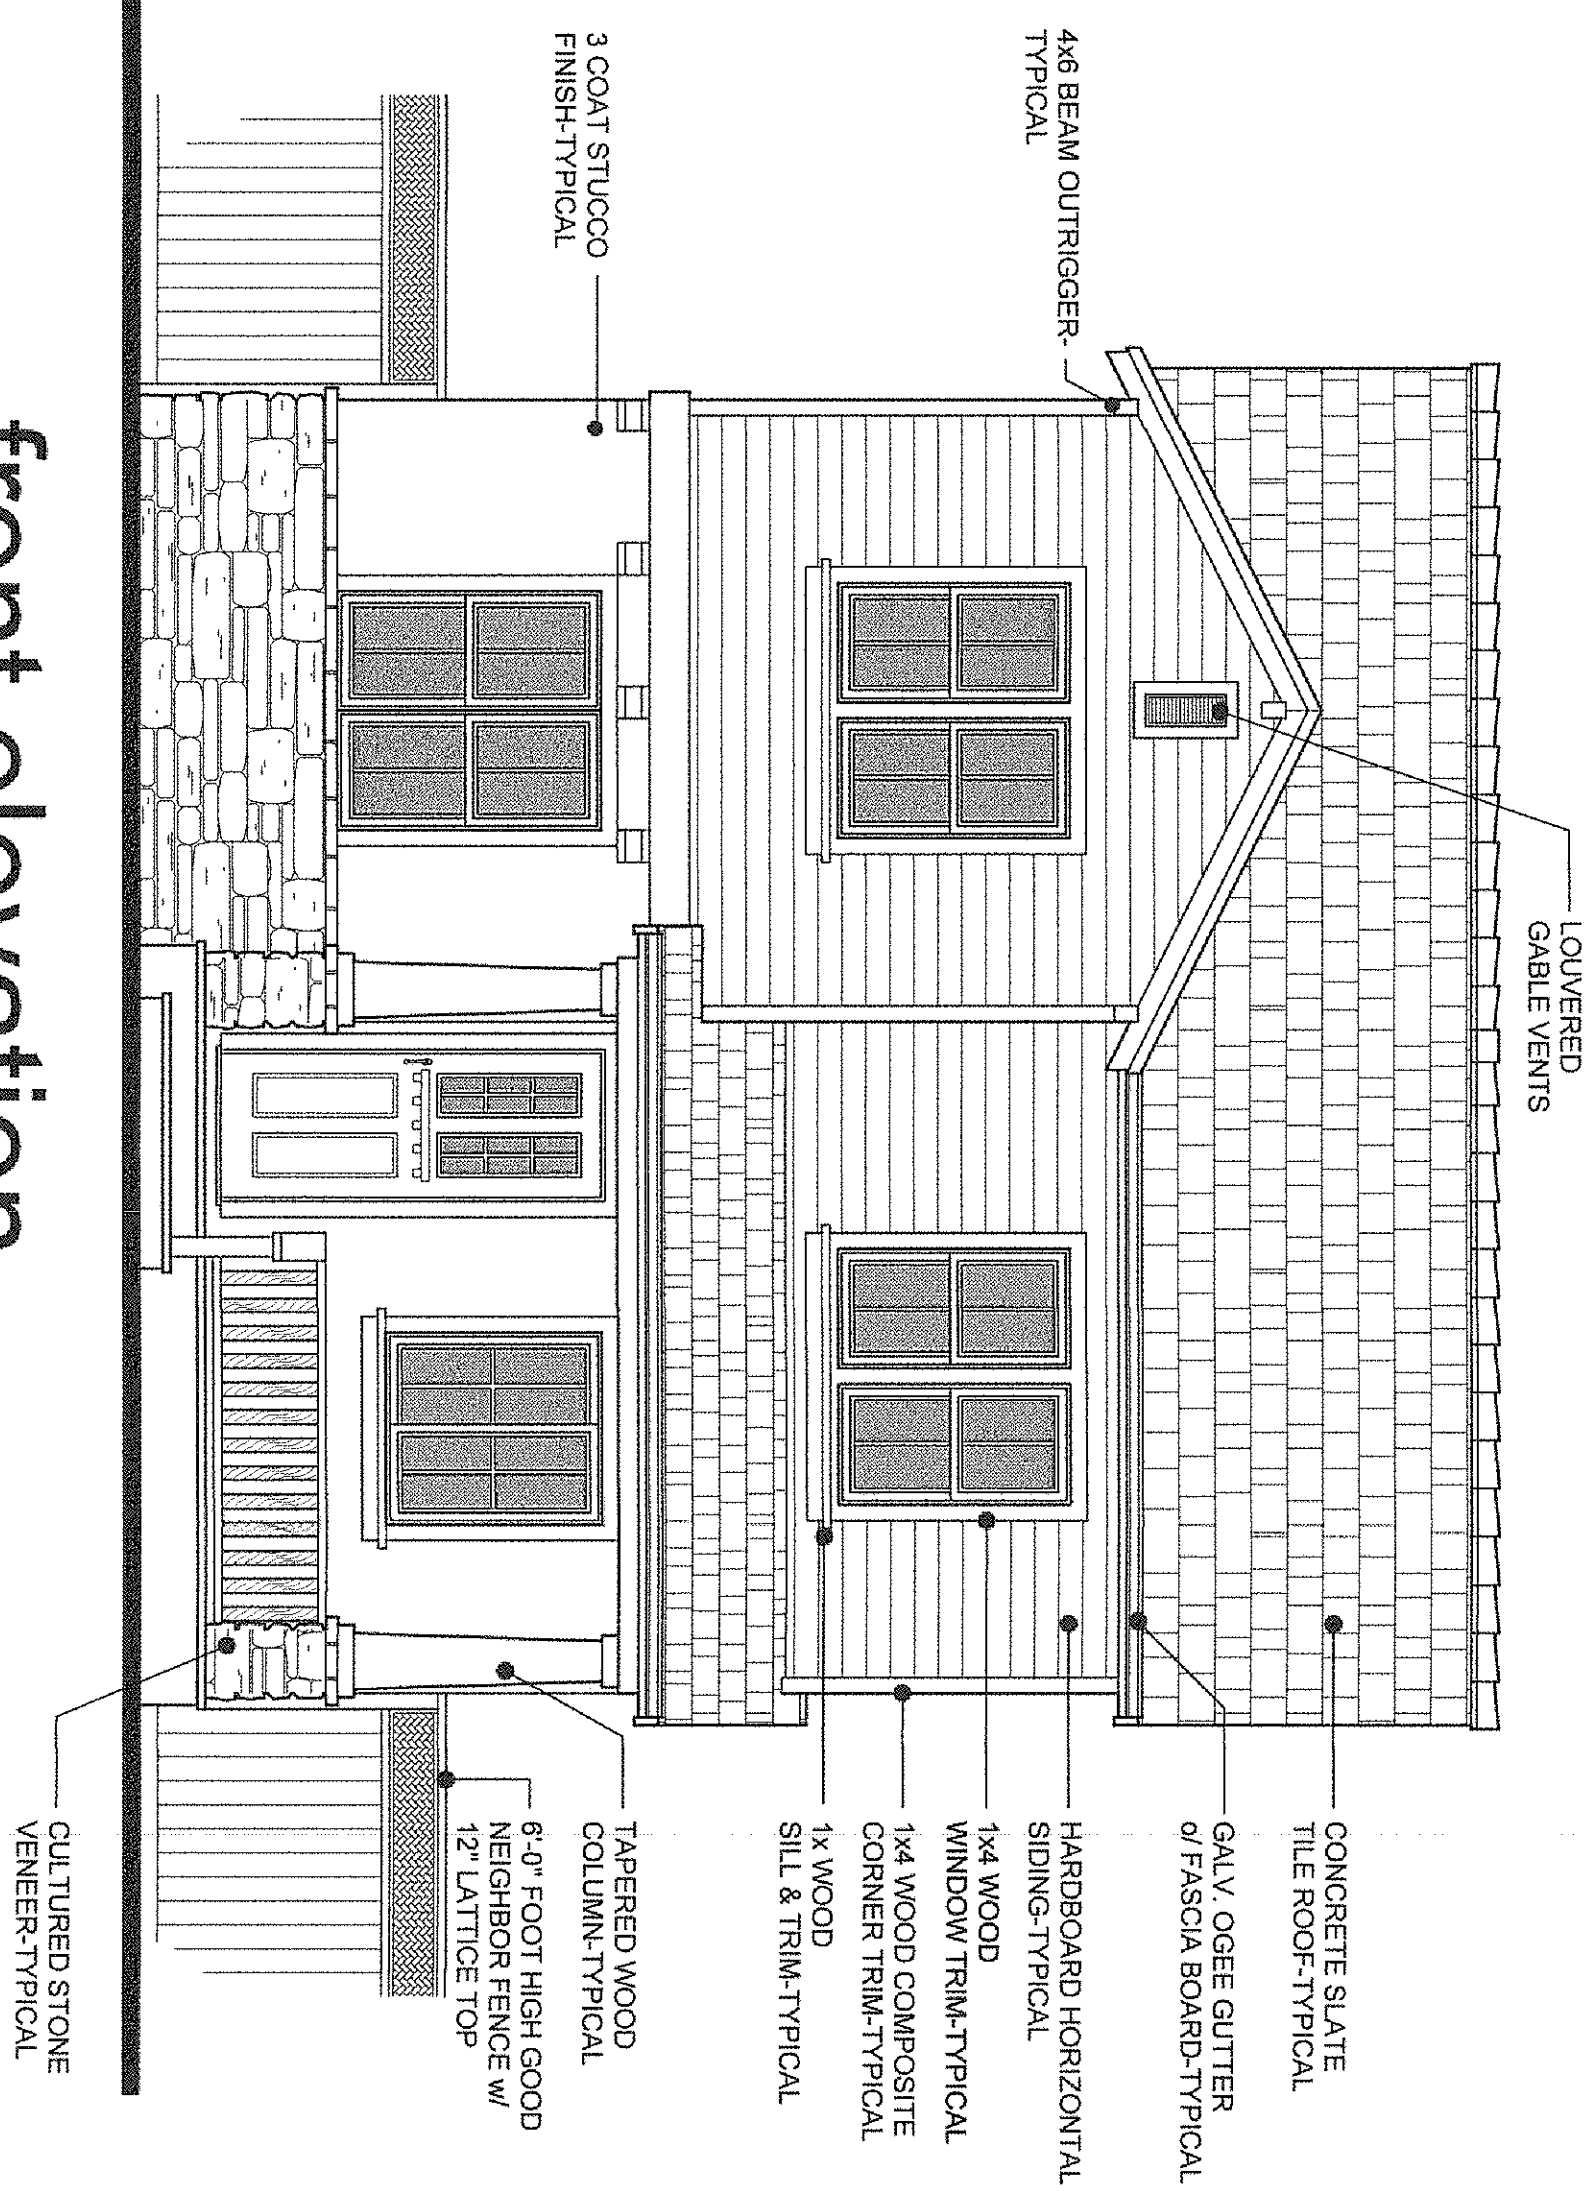 LOUVERED
GABLE VENTS
4x6 BEAM OUTRIGGER-
TYPICAL
3 COAT STUCCO
FINISH-TYPICAL
CONCRETE SLATE
TILE ROOF-TYPICAL
GALV. OGEE GUTTER
o/ FASCIA BOARD-TYPICAL
HARDBOARD HORIZONTAL
SIDING-TYPICAL
1x4 WOOD
WINDOW TRIM-TYPICAL
1x4 WOOD COMPOSITE
CORNER TRIM-TYPICAL
1x WOOD
SILL & TRIM-TYPICAL
TAPERED WOOD
COLUMN-TYPICAL
6'-0" FOOT HIGH GOOD
NEIGHBOR FENCE w/
12" LATTICE TOP
CULTURED STONE
VENEER-TYPICAL
front elevation